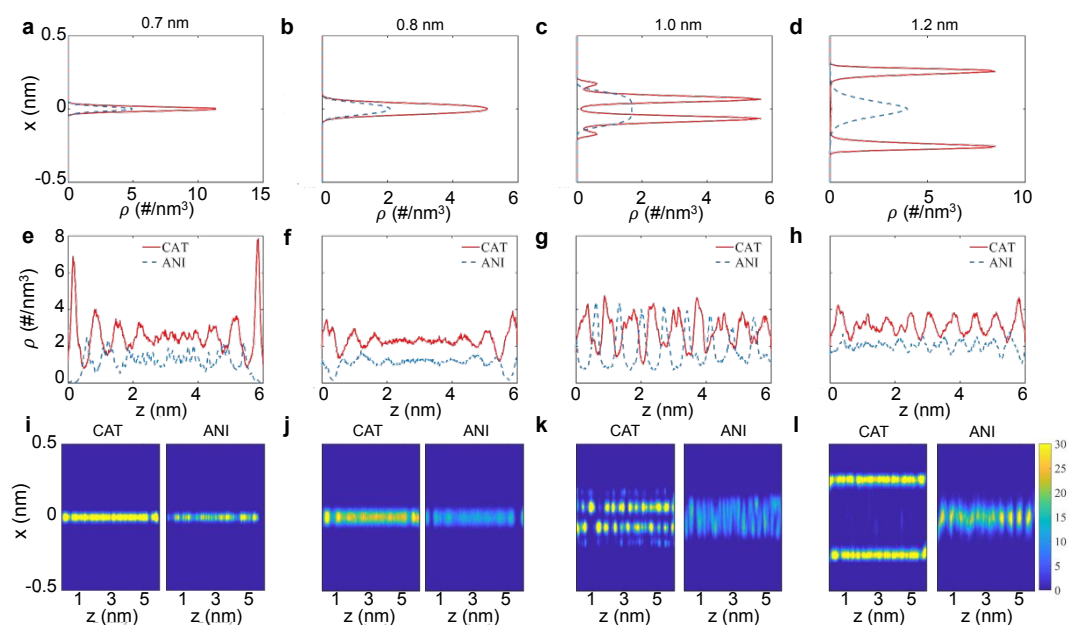 a 0.7 nm b 0.8 nm c 1.0 nm d 1.2 nm
0.5
x (nm)
0
-0.5
0 5 10 15 0 2 4 6 0 2 4 6 0 5 10
ρ (#/nm³) ρ (#/nm³) ρ (#/nm³) ρ (#/nm³)
e f g h
8
6
4
2
0
ρ (#/nm³)
CAT CAT CAT CAT
ANI ANI ANI ANI
0 2 4 6 0 2 4 6 0 2 4 6 0 2 4 6
z (nm) z (nm) z (nm) z (nm)
i CAT ANI j CAT ANI k CAT ANI l CAT ANI
0.5
x (nm)
0
-0.5
30
25
20
15
10
5
0
1 3 5 1 3 5 1 3 5 1 3 5 1 3 5 1 3 5 1 3 5 1 3 5
z (nm) z (nm) z (nm) z (nm) z (nm) z (nm) z (nm) z (nm)